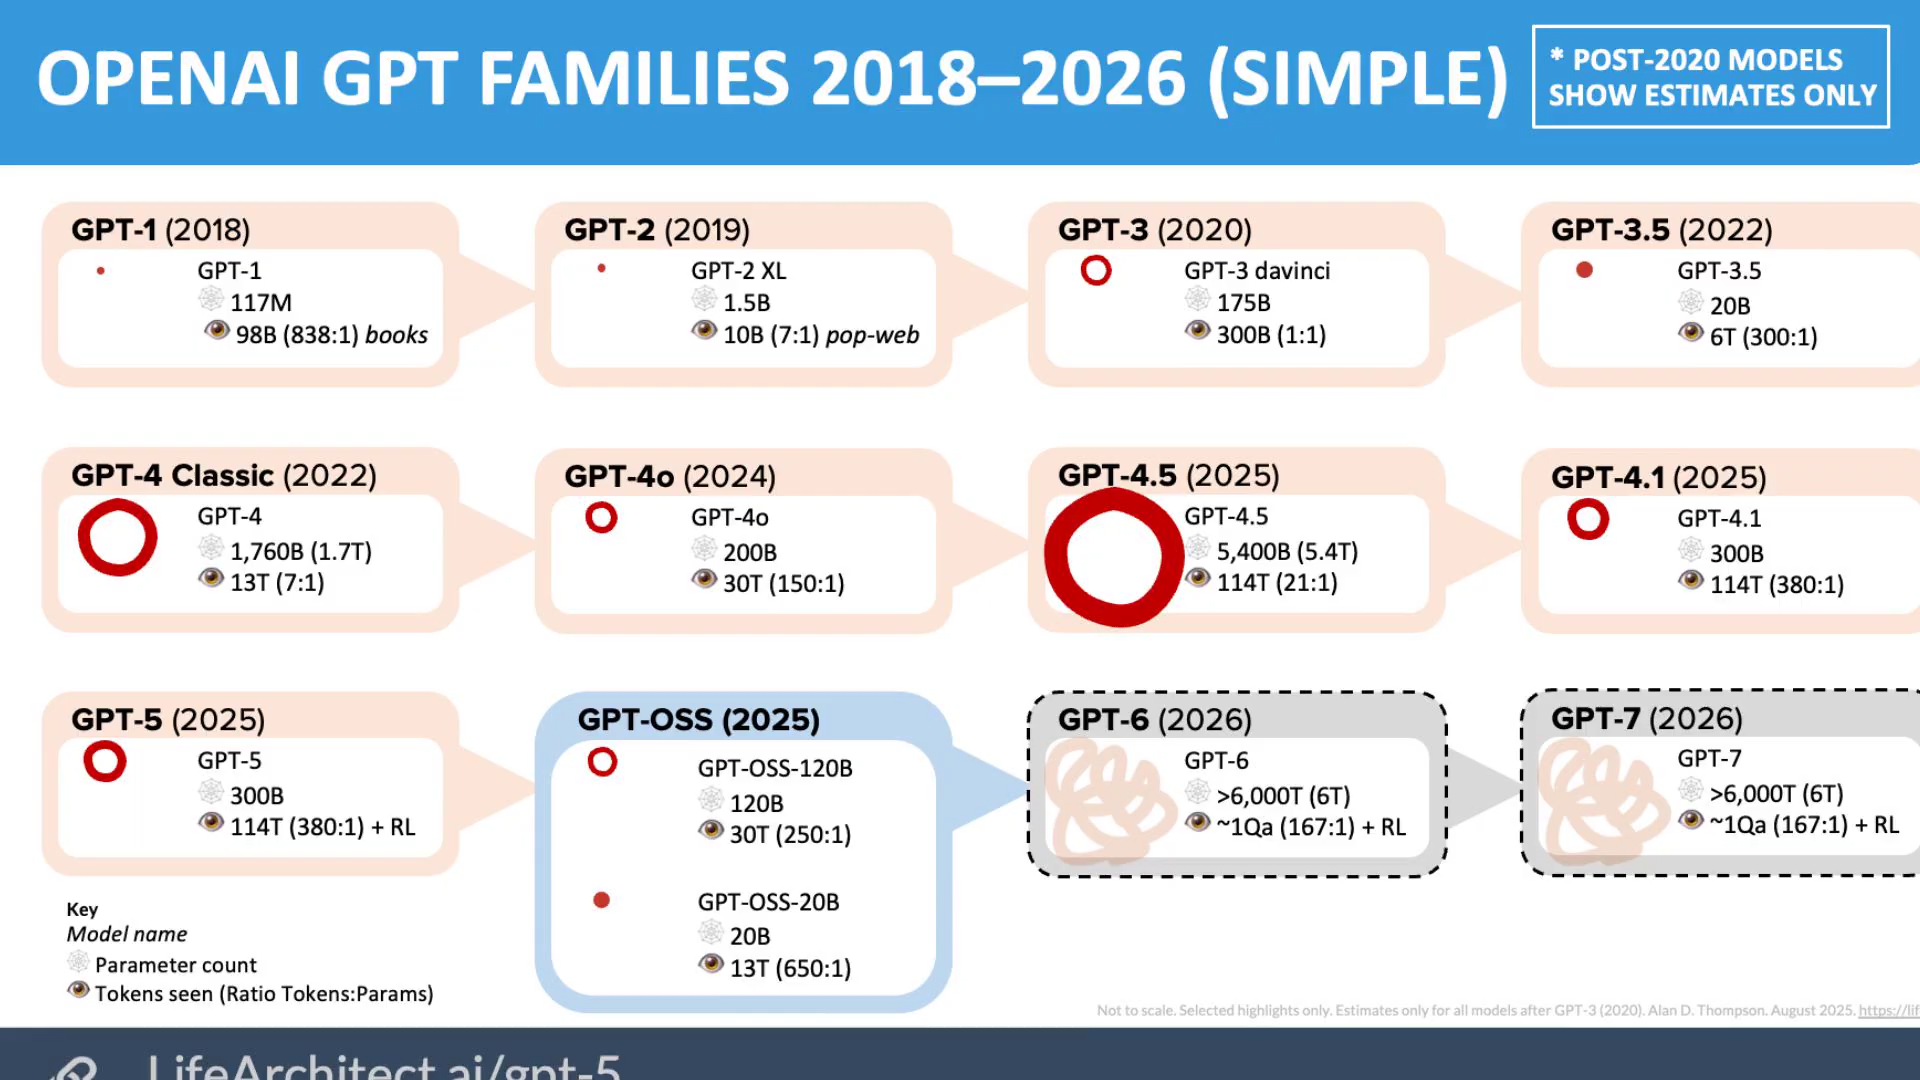 OPENAI GPT FAMILIES 2018–2026 (SIMPLE)
* POST-2020 MODELS
SHOW ESTIMATES ONLY
GPT-1 (2018)
GPT-1
117M
98B (838:1) books
GPT-2 (2019)
GPT-2 XL
1.5B
10B (7:1) pop-web
GPT-3 (2020)
GPT-3 davinci
175B
300B (1:1)
GPT-3.5 (2022)
GPT-3.5
20B
6T (300:1)
GPT-4 Classic (2022)
GPT-4
1,760B (1.7T)
13T (7:1)
GPT-4o (2024)
GPT-4o
200B
30T (150:1)
GPT-4.5 (2025)
GPT-4.5
5,400B (5.4T)
114T (21:1)
GPT-4.1 (2025)
GPT-4.1
300B
114T (380:1)
GPT-5 (2025)
GPT-5
300B
114T (380:1) + RL
GPT-OSS (2025)
GPT-OSS-120B
120B
30T (250:1)
GPT-OSS-20B
20B
13T (650:1)
GPT-6 (2026)
GPT-6
>6,000T (6T)
~1Qa (167:1) + RL
GPT-7 (2026)
GPT-7
>6,000T (6T)
~1Qa (167:1) + RL
Key
Model name
Parameter count
Tokens seen (Ratio Tokens:Params)
Not to scale. Selected highlights only. Estimates only for all models after GPT-3 (2020). Alan D. Thompson. August 2025. https://lif
LifeArchitect.ai/gpt-5